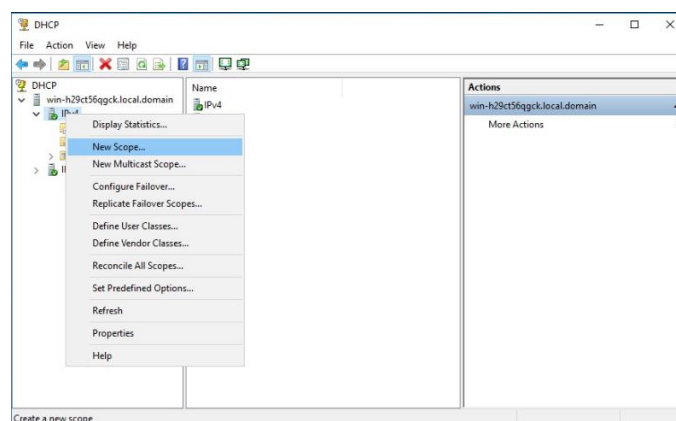 DHCP
File Action View Help
DHCP
win-h29ct56qgck.local.domain
IPv4
Display Statistics...
New Scope...
New Multicast Scope...
Configure Failover...
Replicate Failover Scopes...
Define User Classes...
Define Vendor Classes...
Reconcile All Scopes...
Set Predefined Options...
Refresh
Properties
Help
Name
IPv4
Actions
win-h29ct56qgck.local.domain
More Actions
Create a new scope